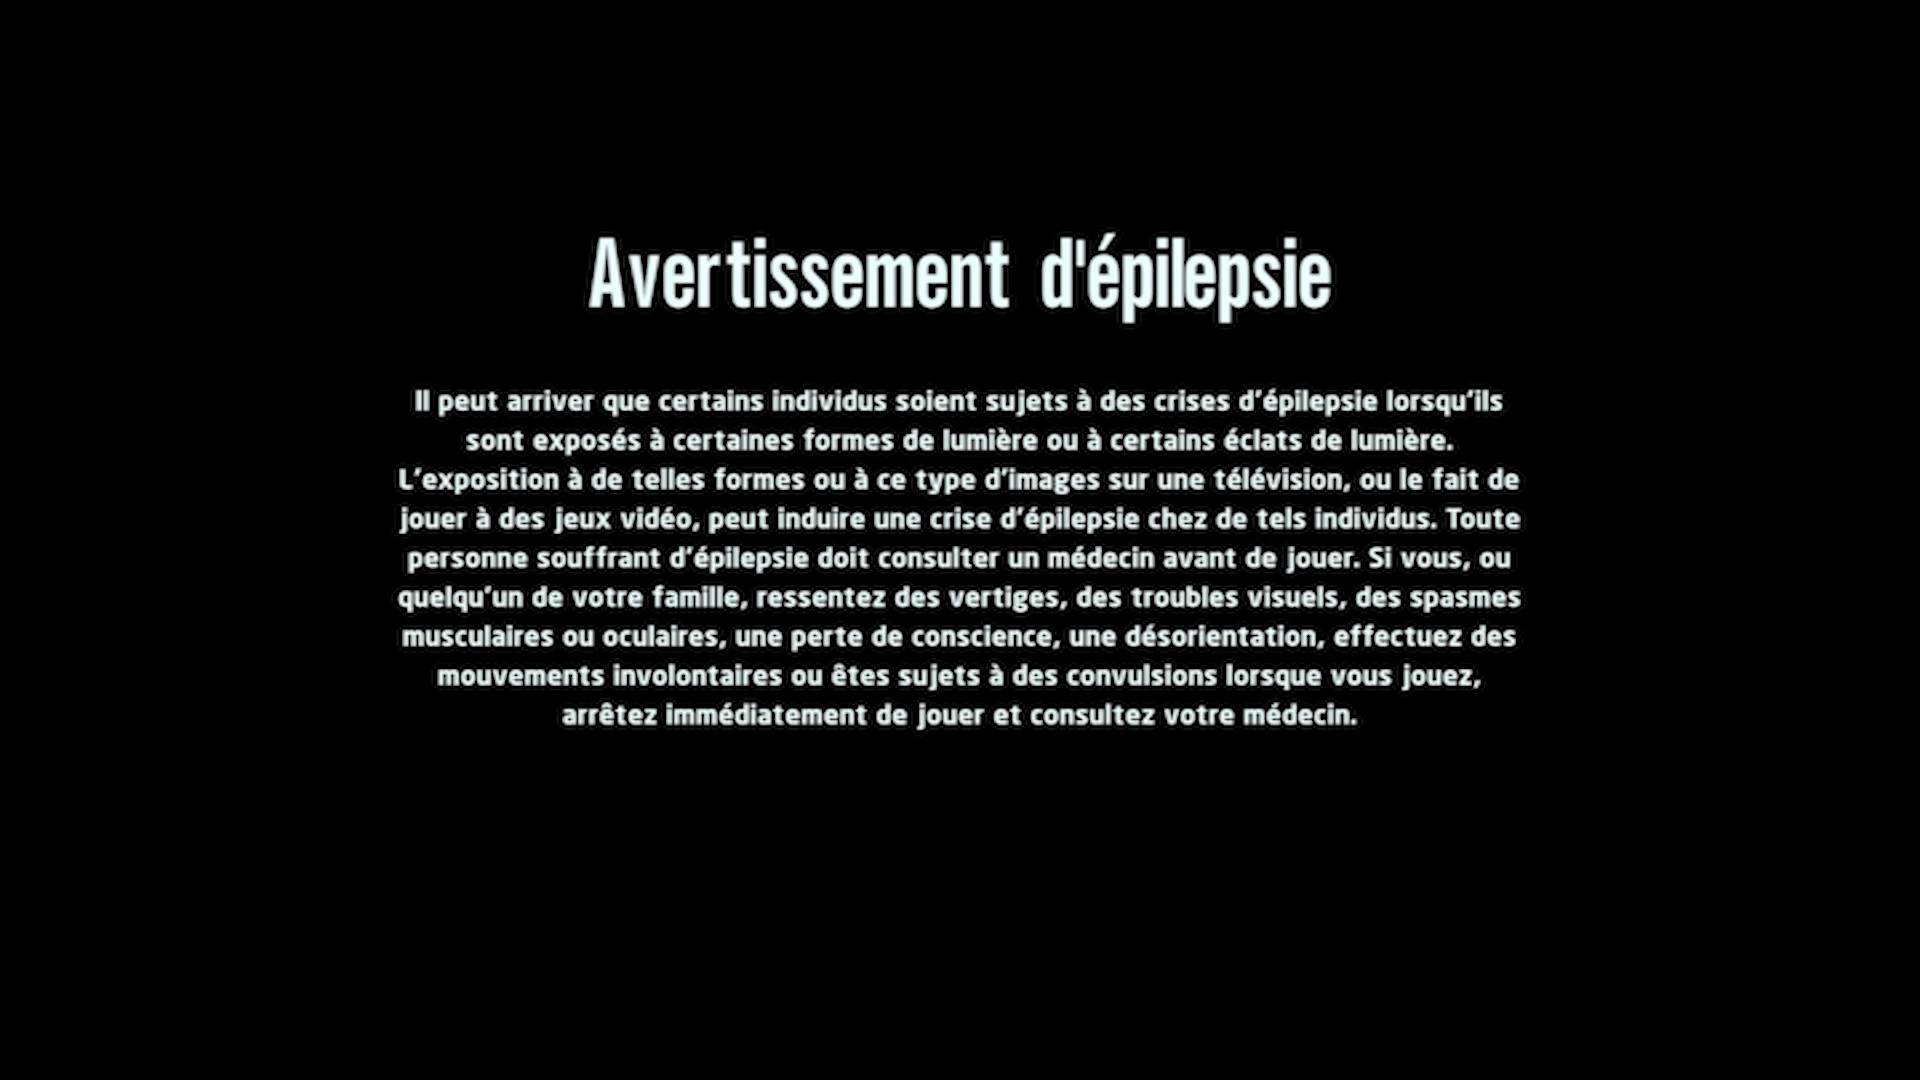 Avertissement d'épilepsie
Il peut arriver que certains individus soient sujets à des crises d’épilepsie lorsqu’ils
sont exposés à certaines formes de lumière ou à certains éclats de lumière.
L’exposition à de telles formes ou à ce type d’images sur une télévision, ou le fait de
jouer à des jeux vidéo, peut induire une crise d’épilepsie chez de tels individus. Toute
personne souffrant d’épilepsie doit consulter un médecin avant de jouer. Si vous, ou
quelqu’un de votre famille, ressentez des vertiges, des troubles visuels, des spasmes
musculaires ou oculaires, une perte de conscience, une désorientation, effectuez des
mouvements involontaires ou êtes sujets à des convulsions lorsque vous jouez,
arrêtez immédiatement de jouer et consultez votre médecin.